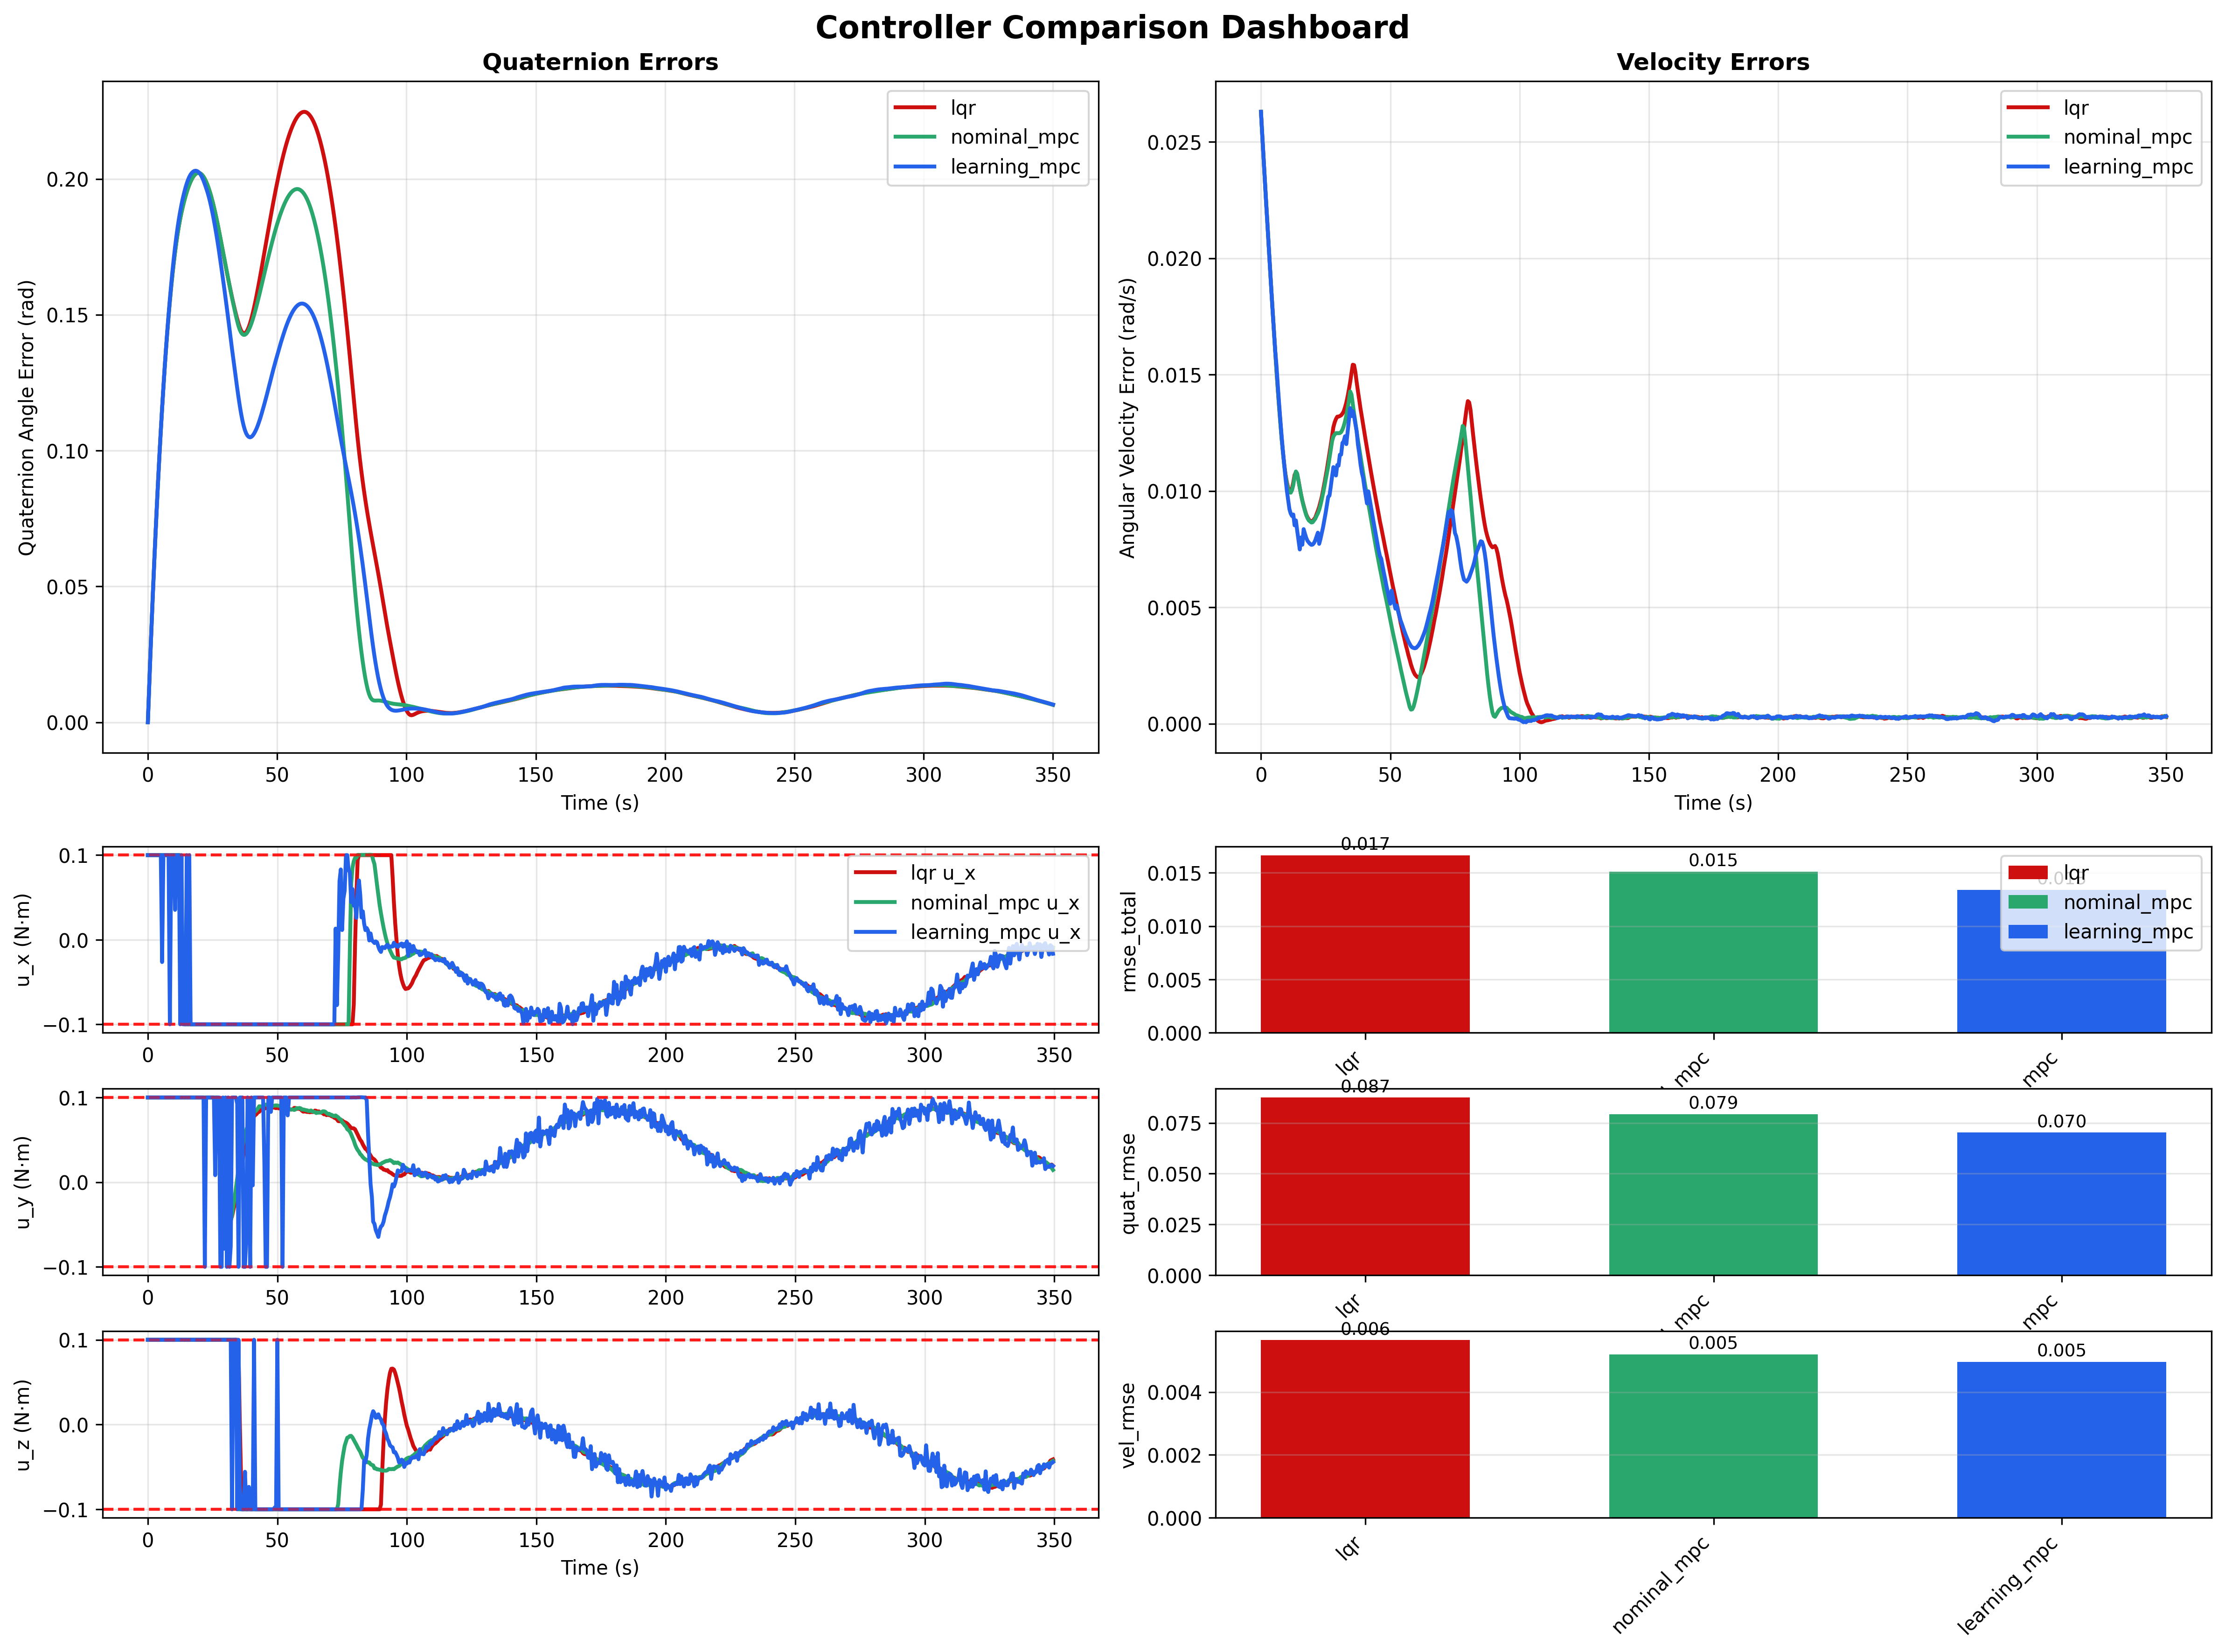 Controller Comparison Dashboard
Quaternion Errors
Quaternion Angle Error (rad)
0.20
0.15
0.10
0.05
0.00
lqr
nominal_mpc
learning_mpc
0 50 100 150 200 250 300 350
Time (s)
Velocity Errors
Angular Velocity Error (rad/s)
0.025
0.020
0.015
0.010
0.005
0.000
lqr
nominal_mpc
learning_mpc
0 50 100 150 200 250 300 350
Time (s)
u_x (N·m)
0.1
0.0
−0.1
lqr u_x
nominal_mpc u_x
learning_mpc u_x
0 50 100 150 200 250 300 350
rmse_total
0.015
0.010
0.005
0.000
0.017
0.015
lqr
nominal_mpc
learning_mpc
lqr
mpc
mpc
u_y (N·m)
0.1
0.0
−0.1
0 50 100 150 200 250 300 350
quat_rmse
0.075
0.050
0.025
0.000
0.087
0.079
0.070
lqr
mpc
mpc
u_z (N·m)
0.1
0.0
−0.1
0 50 100 150 200 250 300 350
Time (s)
vel_rmse
0.004
0.002
0.000
0.006
0.005
0.005
lqr
nominal_mpc
learning_mpc